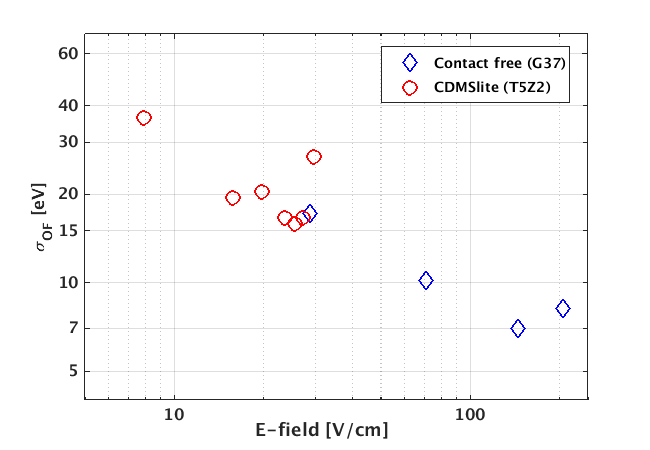 60
40
30
20
15
10
7
5
σOF [eV]
Contact free (G37)
CDMSlite (T5Z2)
10
100
E-field [V/cm]